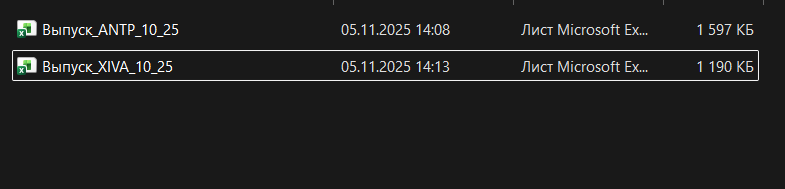 Выпуск_ANTP_10_25 05.11.2025 14:08 Лист Microsoft Ex... 1 597 КБ
Выпуск_XIVA_10_25 05.11.2025 14:13 Лист Microsoft Ex... 1 190 КБ